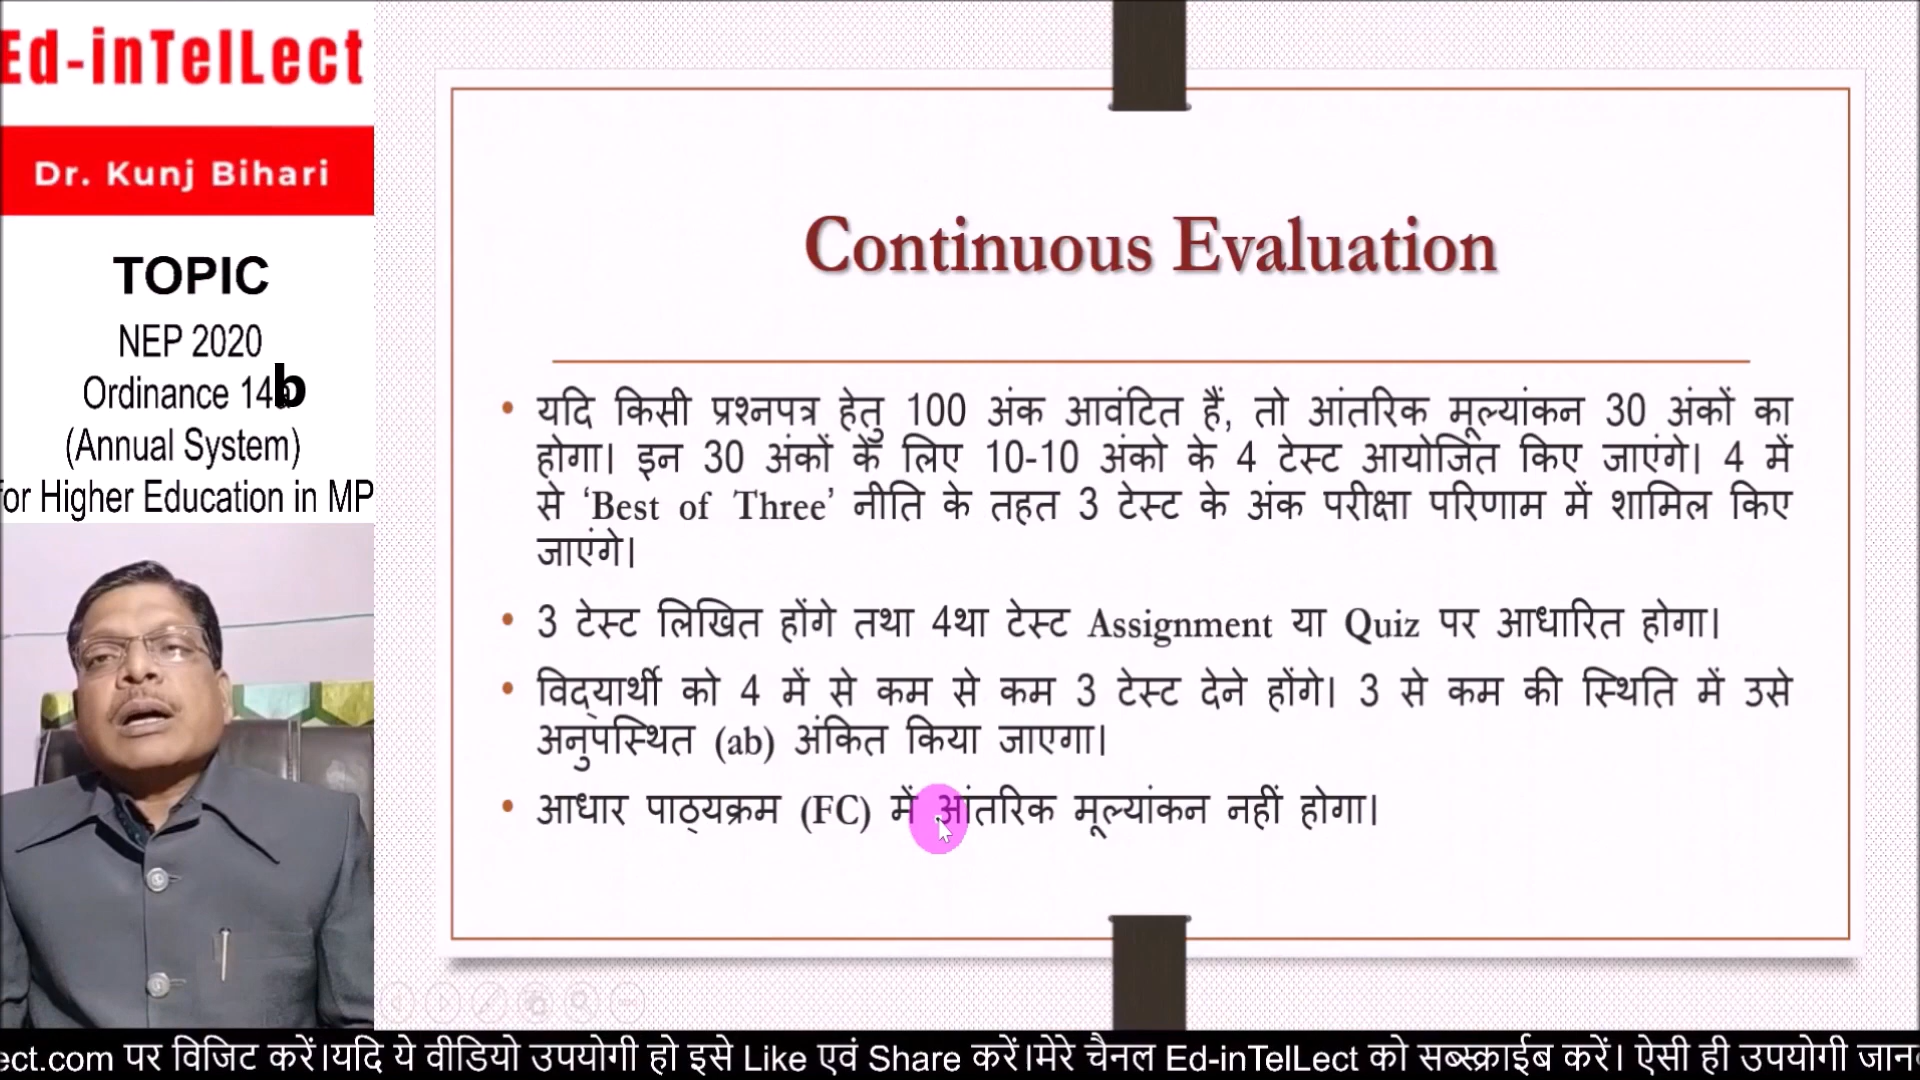 Ed-inTelLect
Dr. Kunj Bihari
TOPIC
NEP 2020
Ordinance 14b
(Annual System)
for Higher Education in MP
Continuous Evaluation
• यदि किसी प्रश्नपत्र हेतु 100 अंक आवंटित हैं, तो आंतरिक मूल्यांकन 30 अंकों का
होगा। इन 30 अंकों के लिए 10-10 अंको के 4 टेस्ट आयोजित किए जाएंगे। 4 में
से ‘Best of Three’ नीति के तहत 3 टेस्ट के अंक परीक्षा परिणाम में शामिल किए
जाएंगे।
• 3 टेस्ट लिखित होंगे तथा 4था टेस्ट Assignment या Quiz पर आधारित होगा।
• विद्यार्थी को 4 में से कम से कम 3 टेस्ट देने होंगे। 3 से कम की स्थिति में उसे
अनुपस्थित (ab) अंकित किया जाएगा।
• आधार पाठ्यक्रम (FC) में आंतरिक मूल्यांकन नहीं होगा।
ect.com पर विजिट करें।यदि ये वीडियो उपयोगी हो इसे Like एवं Share करें।मेरे चैनल Ed-inTelLect को सब्स्क्राईब करें। ऐसी ही उपयोगी जान